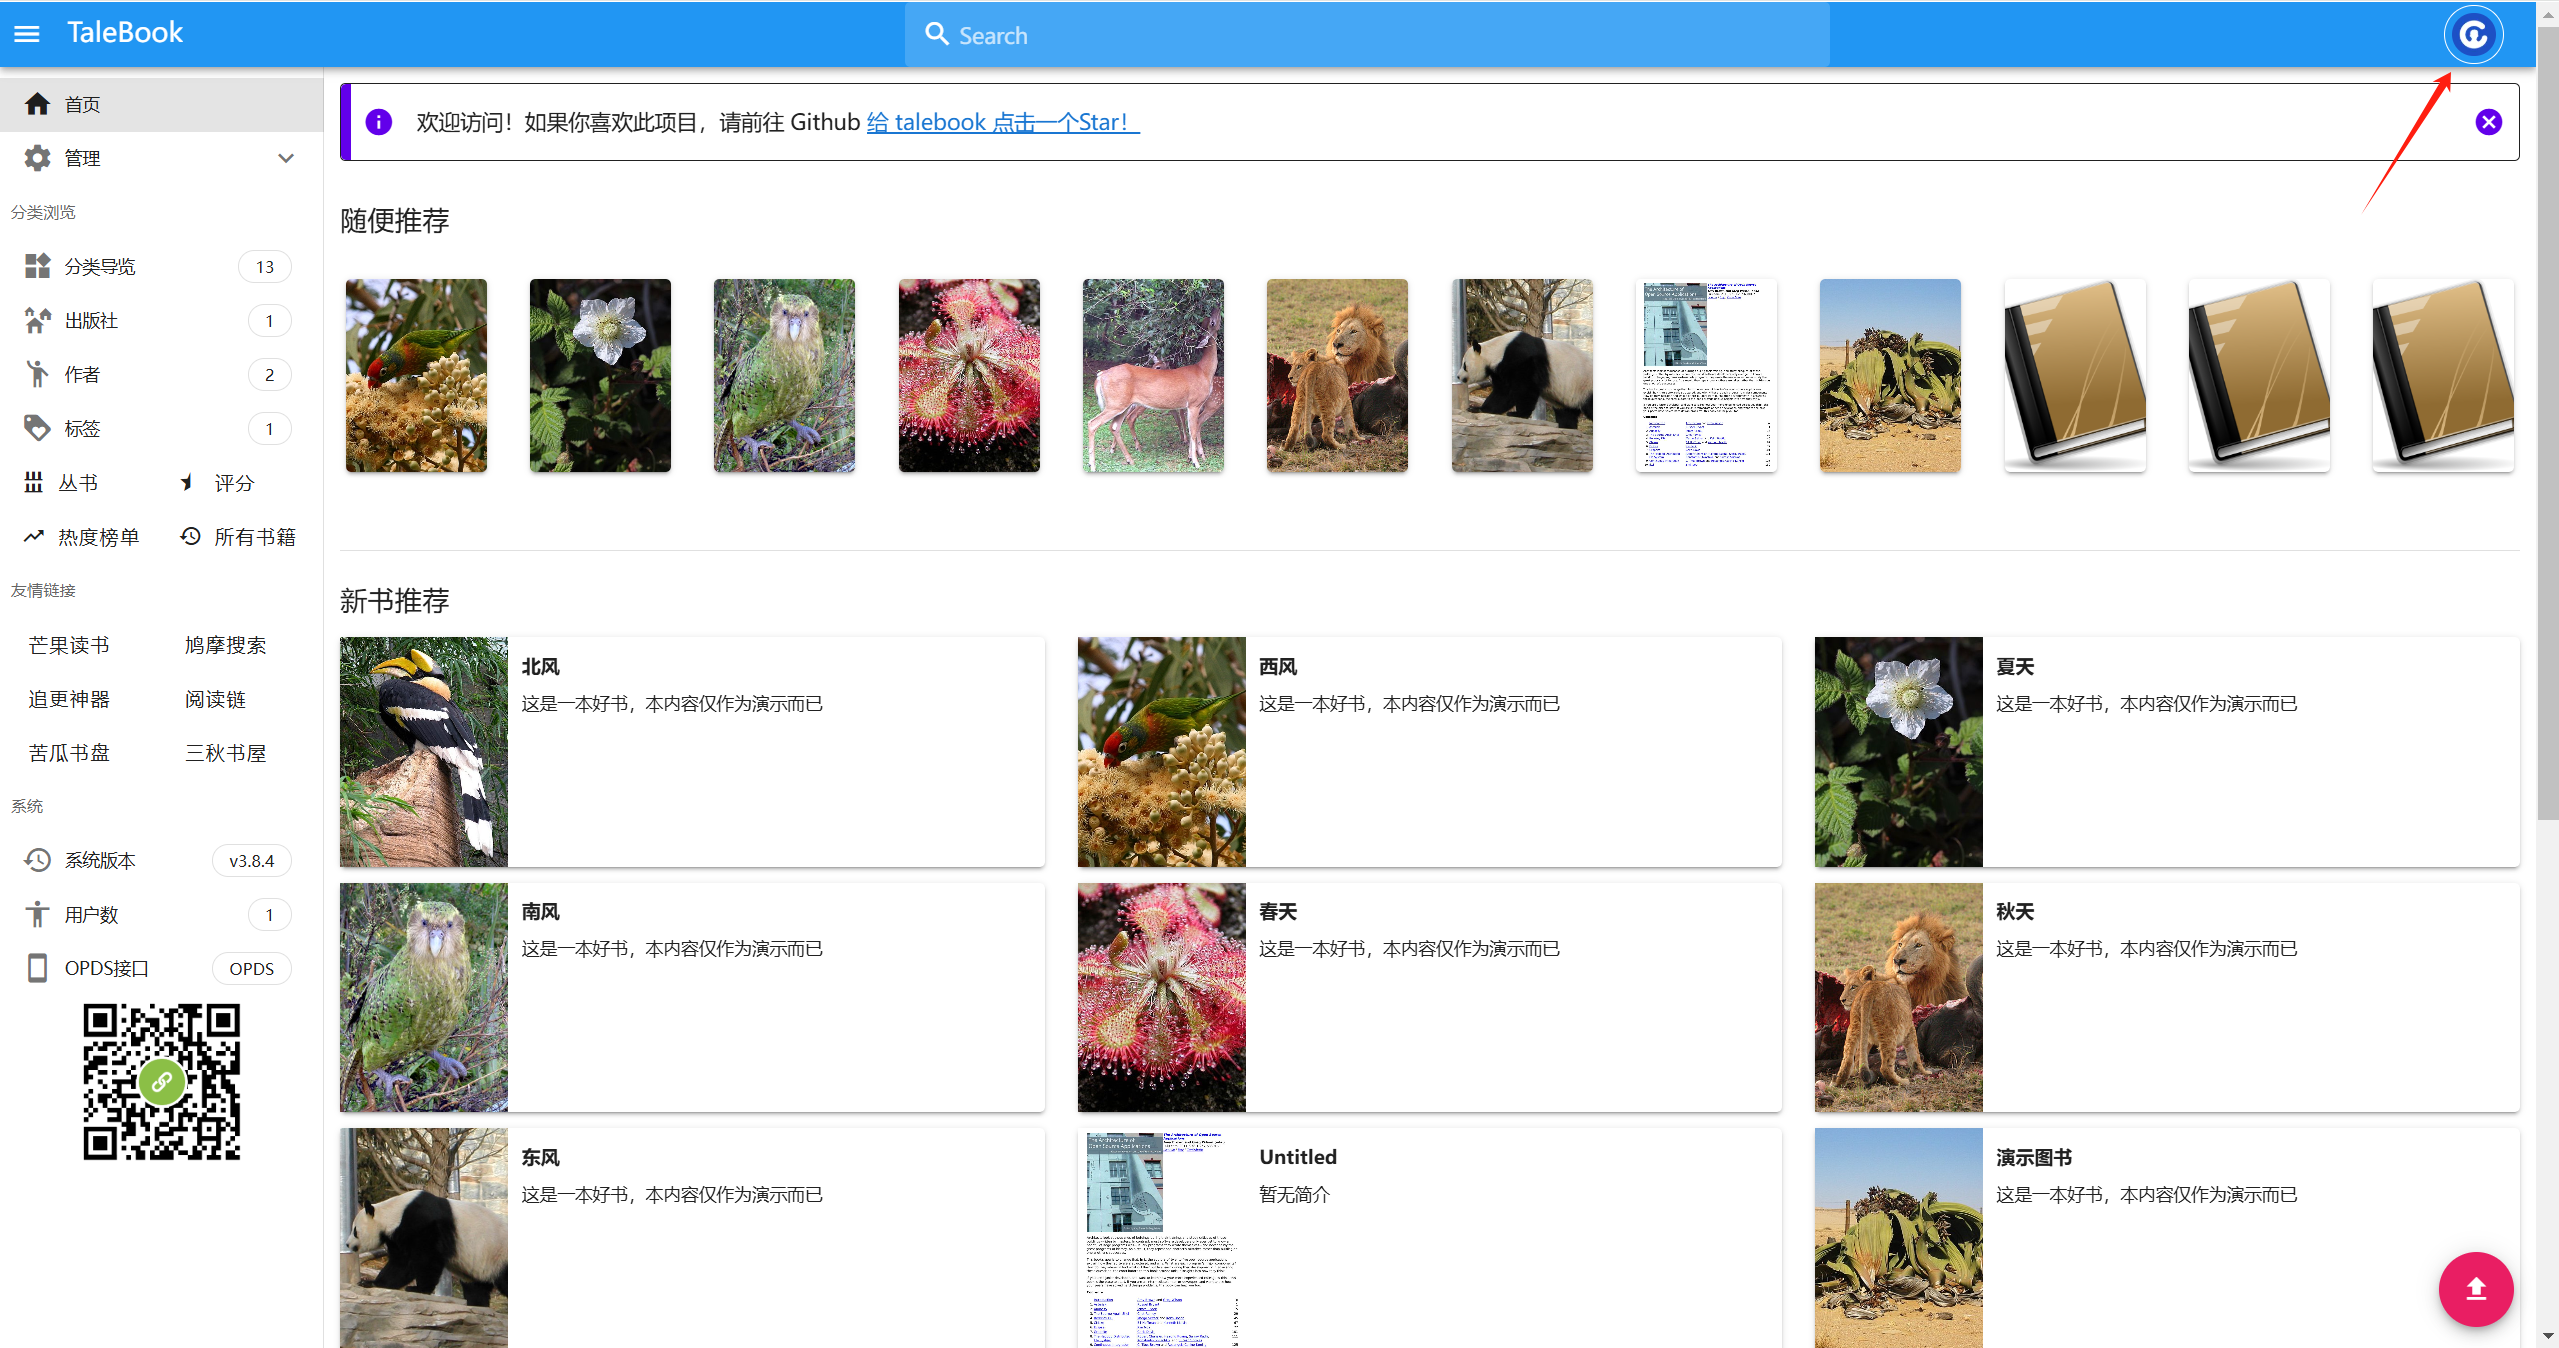 TaleBook
Search
首页
管理
分类浏览
分类导览 13
出版社 1
作者 2
标签 1
丛书 评分
热度榜单 所有书籍
友情链接
芒果读书 鸠摩搜索
追更神器 阅读链
苦瓜书盘 三秋书屋
系统
系统版本 v3.8.4
用户数 1
OPDS接口 OPDS
欢迎访问！如果你喜欢此项目，请前往 Github 给 talebook 点击一个Star！
随便推荐
The Architecture of
Open Source Applications
新书推荐
北风
这是一本好书，本内容仅作为演示而已
西风
这是一本好书，本内容仅作为演示而已
夏天
这是一本好书，本内容仅作为演示而已
南风
这是一本好书，本内容仅作为演示而已
春天
这是一本好书，本内容仅作为演示而已
秋天
这是一本好书，本内容仅作为演示而已
东风
这是一本好书，本内容仅作为演示而已
The Architecture of
Open Source Applications
Untitled
暂无简介
演示图书
这是一本好书，本内容仅作为演示而已